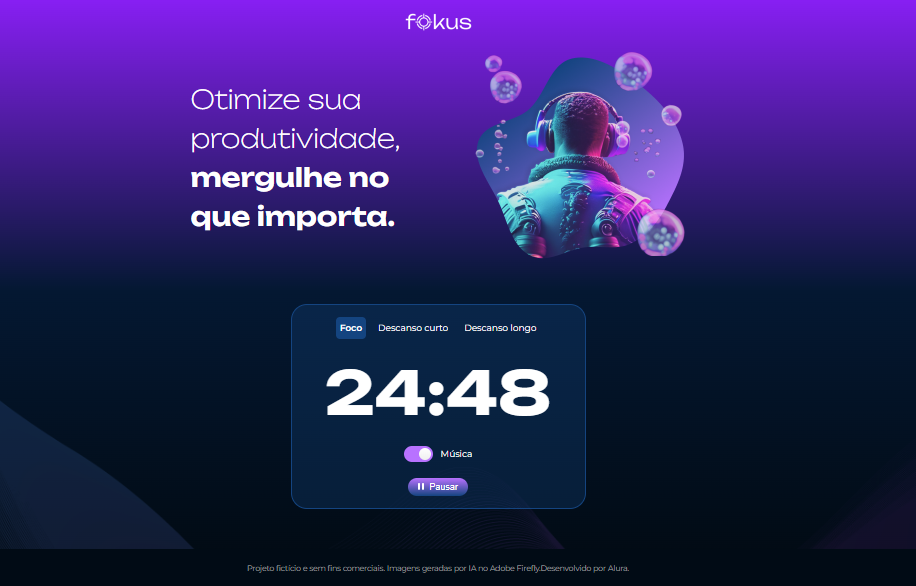 fokus
Otimize sua
produtividade,
mergulhe no
que importa.
Foco Descanso curto Descanso longo
24:48
Música
Pausar
Projeto fictício e sem fins comerciais. Imagens geradas por IA no Adobe Firefly.Desenvolvido por Alura.